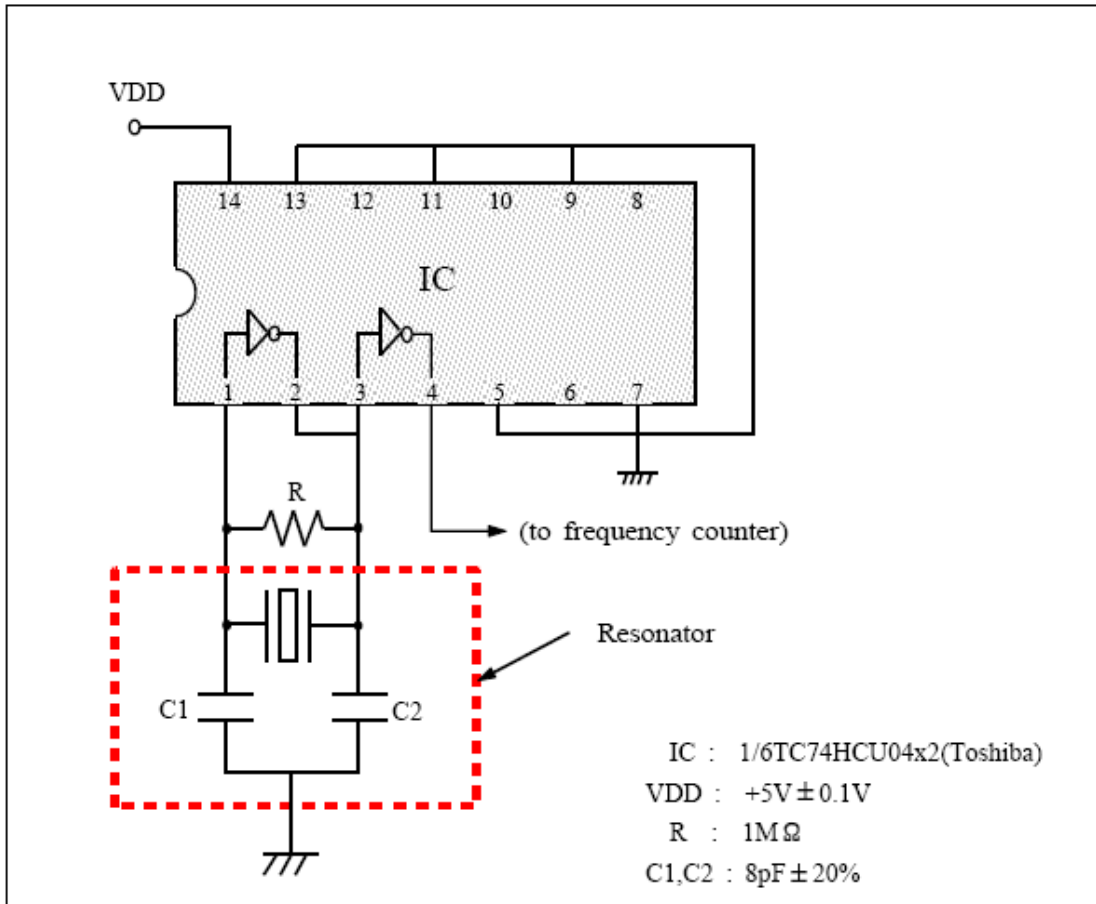 VDD
14 13 12 11 10 9 8
IC
1 2 3 4 5 6 7
R
(to frequency counter)
Resonator
C1
C2
IC : 1/6TC74HCU04x2(Toshiba)
VDD : +5V±0.1V
R : 1MΩ
C1,C2 : 8pF±20%